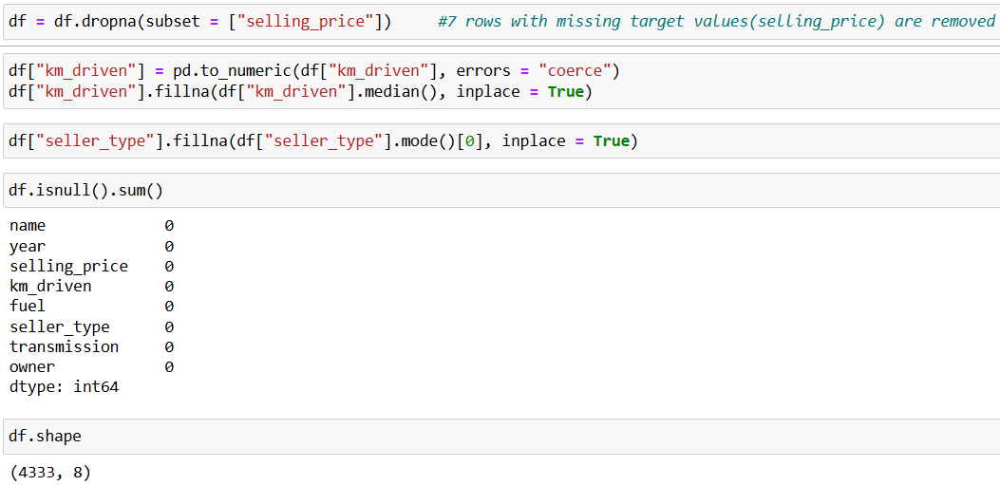 df = df.dropna(subset = ["selling_price"])     #7 rows with missing target values(selling_price) are removed
df["km_driven"] = pd.to_numeric(df["km_driven"], errors = "coerce")
df["km_driven"].fillna(df["km_driven"].median(), inplace = True)
df["seller_type"].fillna(df["seller_type"].mode()[0], inplace = True)
df.isnull().sum()
name             0
year             0
selling_price    0
km_driven        0
fuel             0
seller_type      0
transmission     0
owner            0
dtype: int64
df.shape
(4333, 8)